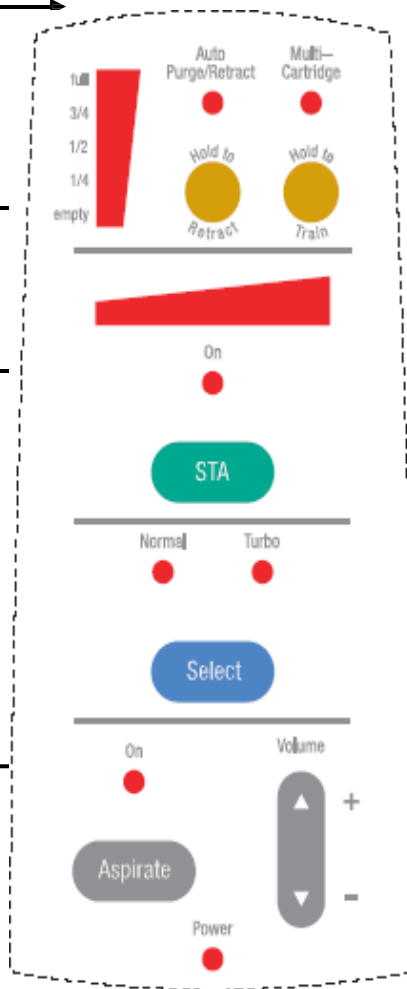 full
3/4
1/2
1/4
empty
Auto
Purge/Retract
Multi–
Cartridge
Hold to
Retract
Hold to
Train
On
STA
Normal
Turbo
Select
On
Volume
+
Aspirate
–
Power